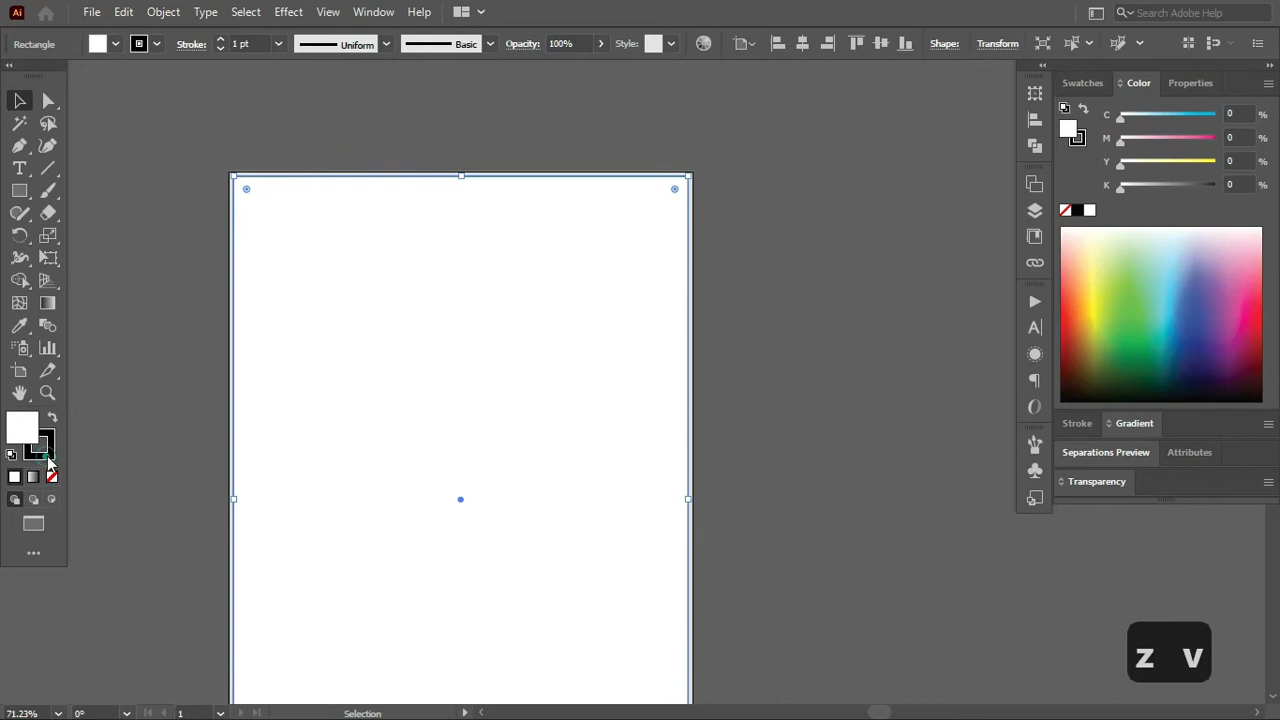 Ai File Edit Object Type Select Effect View Window Help Search Adobe Help
Rectangle Stroke: 1 pt Uniform Basic Opacity: 100% Style: Shape: Transform
Swatches Color Properties
C 0 %
M 0 %
Y 0 %
K 0 %
Stroke Gradient
Separations Preview Attributes
Transparency
z v
71.23% 0° 1 Selection